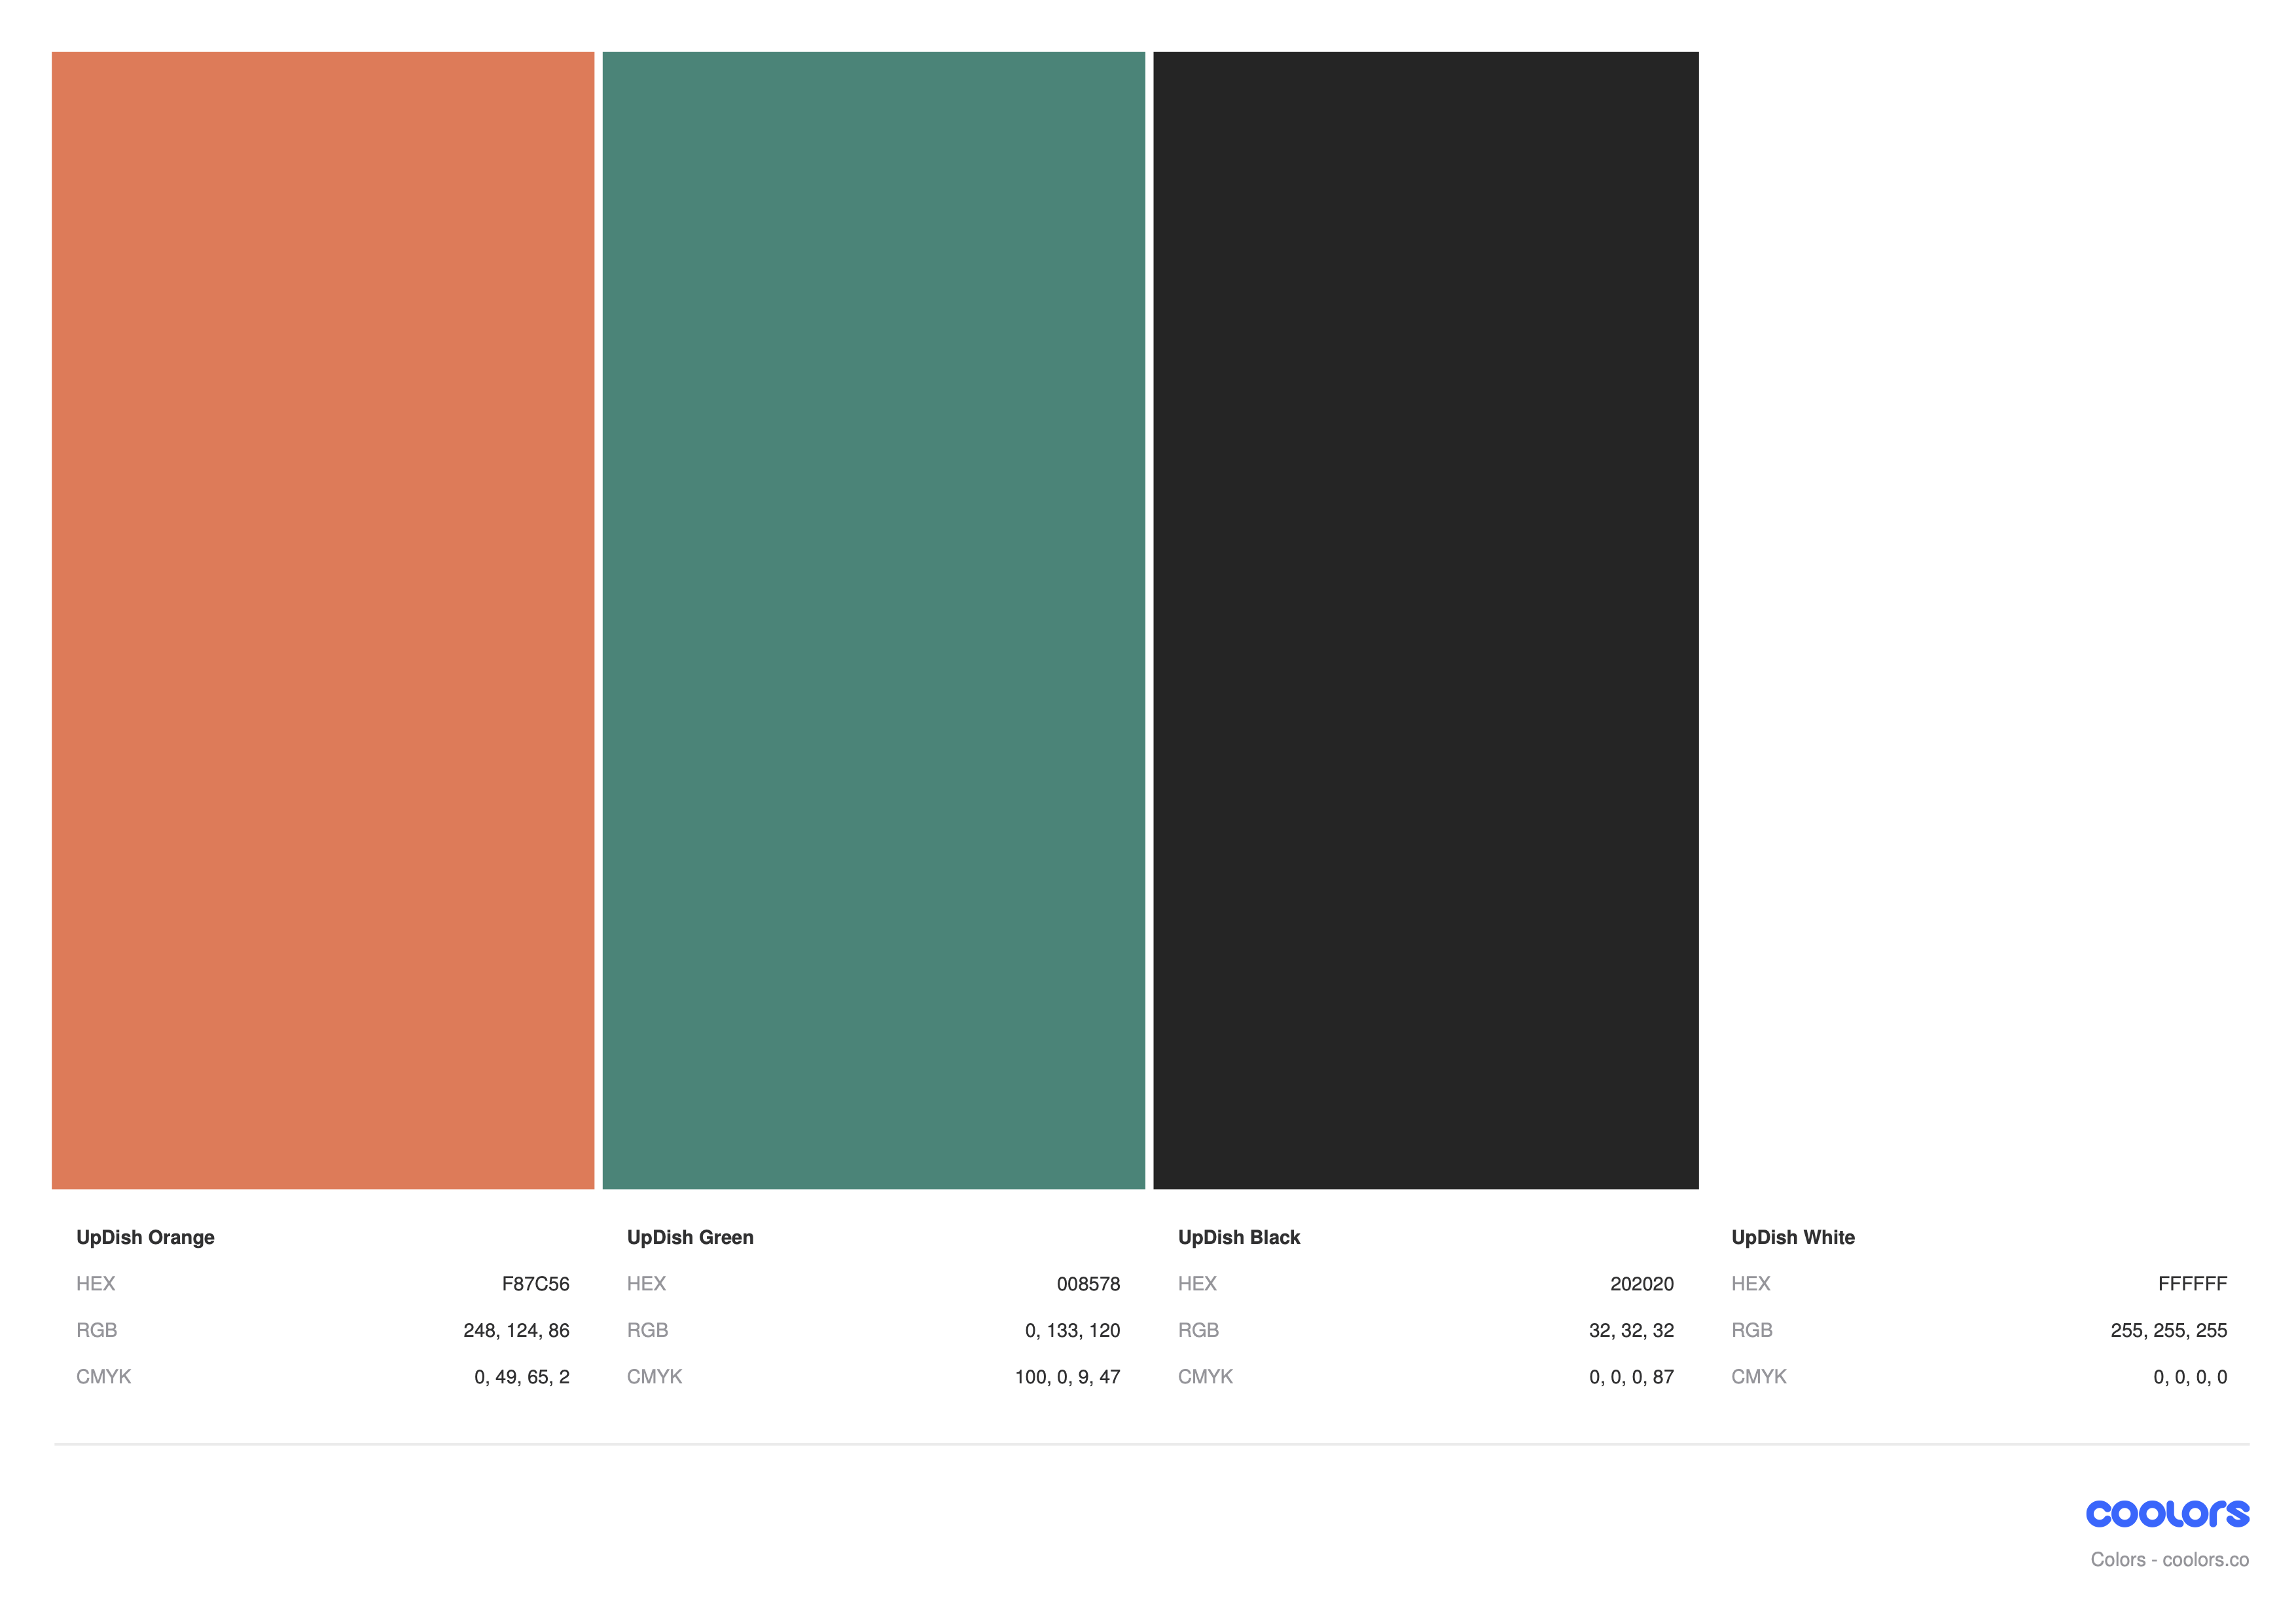 UpDish Orange
HEX F87C56
RGB 248, 124, 86
CMYK 0, 49, 65, 2
UpDish Green
HEX 008578
RGB 0, 133, 120
CMYK 100, 0, 9, 47
UpDish Black
HEX 202020
RGB 32, 32, 32
CMYK 0, 0, 0, 87
UpDish White
HEX FFFFFF
RGB 255, 255, 255
CMYK 0, 0, 0, 0
coolors
Colors - coolors.co